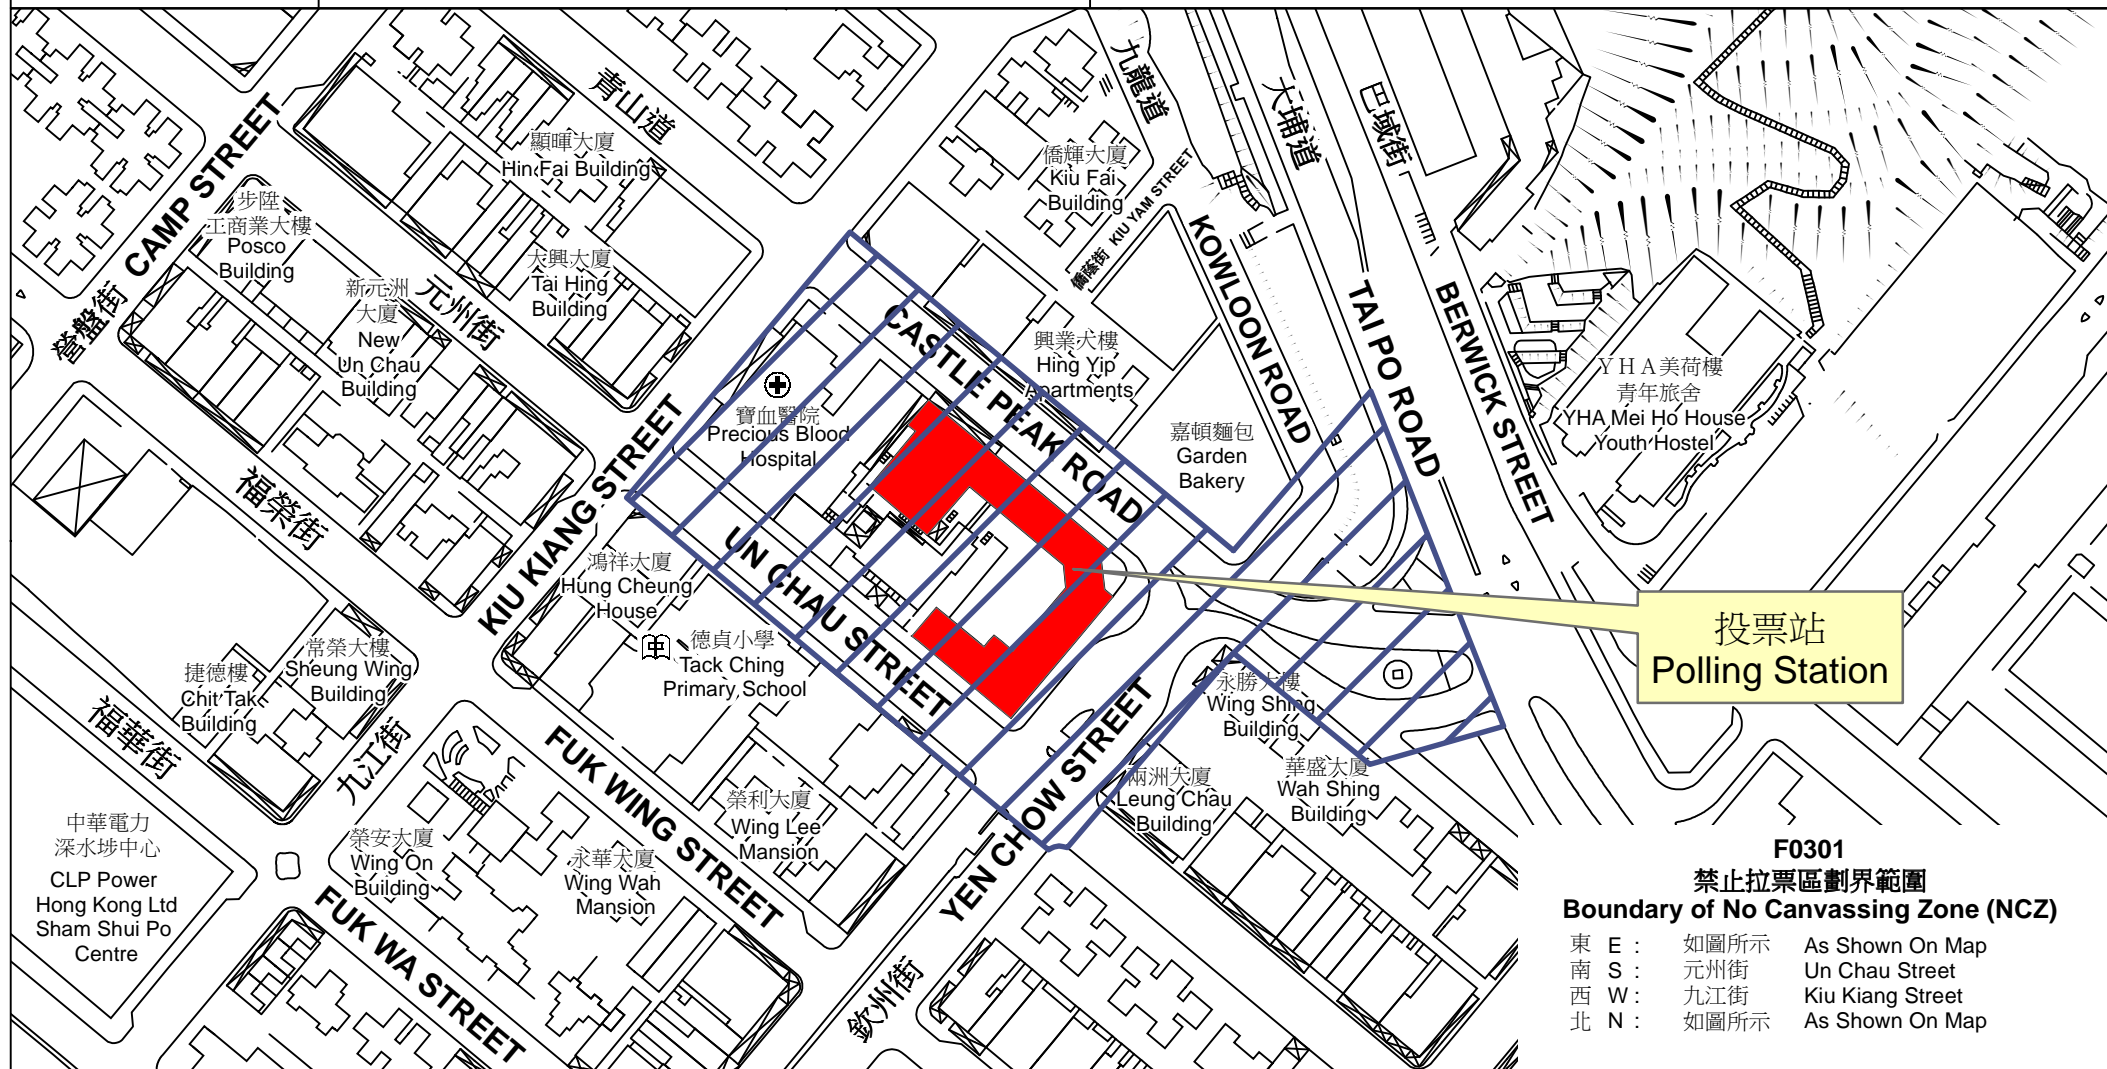 青山道
九龍道
大埔道
巴域街
顯暉大廈
Hin Fai Building
僑輝大廈
Kiu Fai
Building
CAMP STREET
營盤街
步陞
工商業大樓
Posco
Building
大興大廈
Tai Hing
Building
新元洲
大廈
New
Un Chau
Building
元州街
僑蔭街 KIU YAM STREET
KOWLOON ROAD
TAI PO ROAD
BERWICK STREET
CASTLE PEAK ROAD
興業大樓
Hing Yip
Apartments
嘉頓麵包
Garden
Bakery
YHA美荷樓
青年旅舍
YHA Mei Ho House
Youth Hostel
寶血醫院
Precious Blood
Hospital
KIU KIANG STREET
九江街
福榮街
UN CHAU STREET
鴻祥大廈
Hung Cheung
House
中
德貞小學
Tack Ching
Primary School
投票站
Polling Station
捷德樓
Chit Tak
Building
常榮大樓
Sheung Wing
Building
福華街
永勝大樓
Wing Shing
Building
兩洲大廈
Leung Chau
Building
華盛大廈
Wah Shing
Building
FUK WING STREET
榮利大廈
Wing Lee
Mansion
YEN CHOW STREET
欽州街
中華電力
深水埗中心
CLP Power
Hong Kong Ltd
Sham Shui Po
Centre
榮安大廈
Wing On
Building
永華大廈
Wing Wah
Mansion
FUK WA STREET
F0301
禁止拉票區劃界範圍
Boundary of No Canvassing Zone (NCZ)
東 E : 如圖所示 As Shown On Map
南 S : 元州街 Un Chau Street
西 W : 九江街 Kiu Kiang Street
北 N : 如圖所示 As Shown On Map